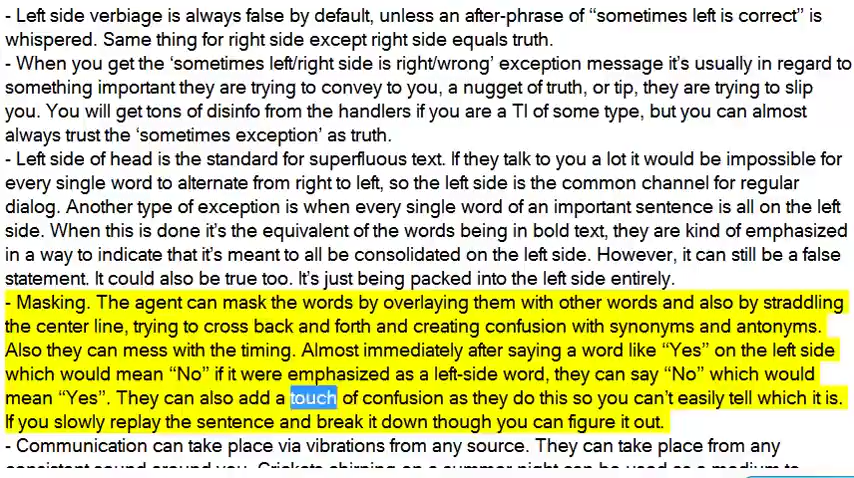 - Left side verbiage is always false by default, unless an after-phrase of “sometimes left is correct” is
whispered. Same thing for right side except right side equals truth.
- When you get the ‘sometimes left/right side is right/wrong’ exception message it’s usually in regard to
something important they are trying to convey to you, a nugget of truth, or tip, they are trying to slip
you. You will get tons of disinfo from the handlers if you are a TI of some type, but you can almost
always trust the ‘sometimes exception’ as truth.
- Left side of head is the standard for superfluous text. If they talk to you a lot it would be impossible for
every single word to alternate from right to left, so the left side is the common channel for regular
dialog. Another type of exception is when every single word of an important sentence is all on the left
side. When this is done it’s the equivalent of the words being in bold text, they are kind of emphasized
in a way to indicate that it’s meant to all be consolidated on the left side. However, it can still be a false
statement. It could also be true too. It’s just being packed into the left side entirely.
- Masking. The agent can mask the words by overlaying them with other words and also by straddling
the center line, trying to cross back and forth and creating confusion with synonyms and antonyms.
Also they can mess with the timing. Almost immediately after saying a word like “Yes” on the left side
which would mean “No” if it were emphasized as a left-side word, they can say “No” which would
mean “Yes”. They can also add a touch of confusion as they do this so you can’t easily tell which it is.
If you slowly replay the sentence and break it down though you can figure it out.
- Communication can take place via vibrations from any source. They can take place from any
consistent sound around you. Crickets chirping on a summer night can be used as a medium to